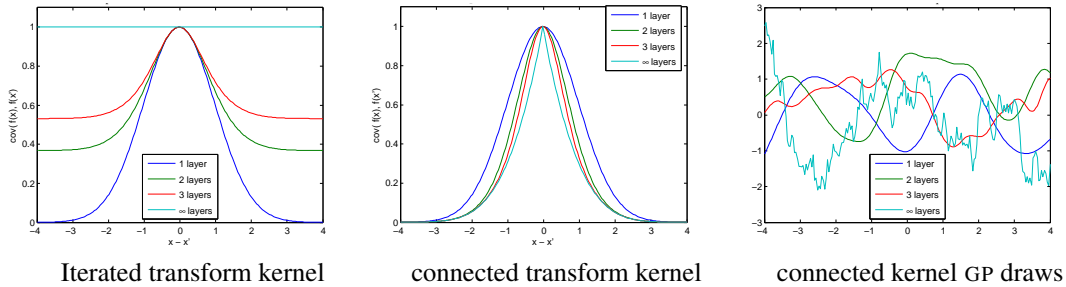 1
0.8
0.6
0.4
0.2
0
cov( f(x), f(x')
1 layer
2 layers
3 layers
∞ layers
−4 −3 −2 −1 0 1 2 3 4
x − x'
Iterated transform kernel
1
0.8
0.6
0.4
0.2
0
cov( f(x), f(x')
1 layer
2 layers
3 layers
∞ layers
−4 −3 −2 −1 0 1 2 3 4
x − x'
connected transform kernel
3
2
1
0
−1
−2
−3
1 layer
2 layers
3 layers
∞ layers
−4 −3 −2 −1 0 1 2 3 4
connected kernel GP draws